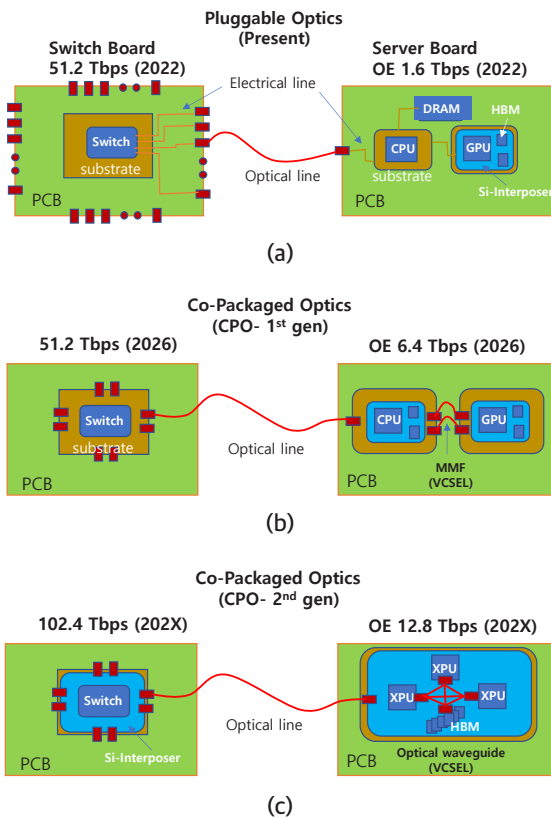 Pluggable Optics
(Present)
Switch Board
51.2 Tbps (2022)
Server Board
OE 1.6 Tbps (2022)
Electrical line
DRAM
HBM
Switch
CPU
GPU
substrate
substrate
Optical line
Si-Interposer
PCB
PCB
(a)
Co-Packaged Optics
(CPO- 1st gen)
51.2 Tbps (2026)
OE 6.4 Tbps (2026)
Switch
CPU
GPU
substrate
Optical line
MMF
(VCSEL)
PCB
PCB
(b)
Co-Packaged Optics
(CPO- 2nd gen)
102.4 Tbps (202X)
OE 12.8 Tbps (202X)
XPU
Switch
XPU
XPU
Optical line
HBM
Si-Interposer
Optical waveguide
(VCSEL)
PCB
PCB
(c)